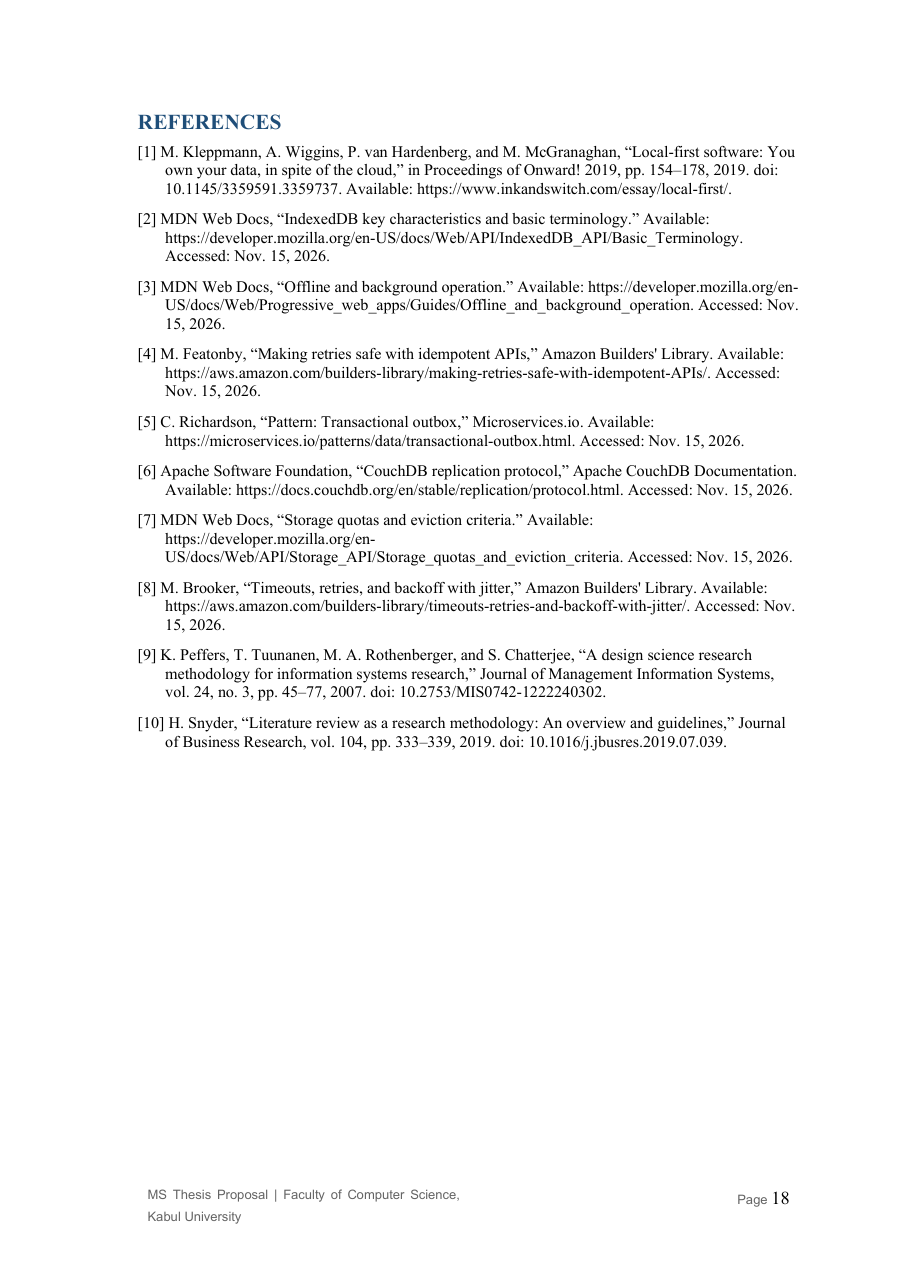 REFERENCES
[1] M. Kleppmann, A. Wiggins, P. van Hardenberg, and M. McGranaghan, “Local-first software: You
own your data, in spite of the cloud,” in Proceedings of Onward! 2019, pp. 154–178, 2019. doi:
10.1145/3359591.3359737. Available: https://www.inkandswitch.com/essay/local-first/.
[2] MDN Web Docs, “IndexedDB key characteristics and basic terminology.” Available:
https://developer.mozilla.org/en-US/docs/Web/API/IndexedDB_API/Basic_Terminology.
Accessed: Nov. 15, 2026.
[3] MDN Web Docs, “Offline and background operation.” Available: https://developer.mozilla.org/en-
US/docs/Web/Progressive_web_apps/Guides/Offline_and_background_operation. Accessed: Nov.
15, 2026.
[4] M. Featonby, “Making retries safe with idempotent APIs,” Amazon Builders' Library. Available:
https://aws.amazon.com/builders-library/making-retries-safe-with-idempotent-APIs/. Accessed:
Nov. 15, 2026.
[5] C. Richardson, “Pattern: Transactional outbox,” Microservices.io. Available:
https://microservices.io/patterns/data/transactional-outbox.html. Accessed: Nov. 15, 2026.
[6] Apache Software Foundation, “CouchDB replication protocol,” Apache CouchDB Documentation.
Available: https://docs.couchdb.org/en/stable/replication/protocol.html. Accessed: Nov. 15, 2026.
[7] MDN Web Docs, “Storage quotas and eviction criteria.” Available:
https://developer.mozilla.org/en-
US/docs/Web/API/Storage_API/Storage_quotas_and_eviction_criteria. Accessed: Nov. 15, 2026.
[8] M. Brooker, “Timeouts, retries, and backoff with jitter,” Amazon Builders' Library. Available:
https://aws.amazon.com/builders-library/timeouts-retries-and-backoff-with-jitter/. Accessed: Nov.
15, 2026.
[9] K. Peffers, T. Tuunanen, M. A. Rothenberger, and S. Chatterjee, “A design science research
methodology for information systems research,” Journal of Management Information Systems,
vol. 24, no. 3, pp. 45–77, 2007. doi: 10.2753/MIS0742-1222240302.
[10] H. Snyder, “Literature review as a research methodology: An overview and guidelines,” Journal
of Business Research, vol. 104, pp. 333–339, 2019. doi: 10.1016/j.jbusres.2019.07.039.
MS Thesis Proposal | Faculty of Computer Science,
Kabul University
Page 18